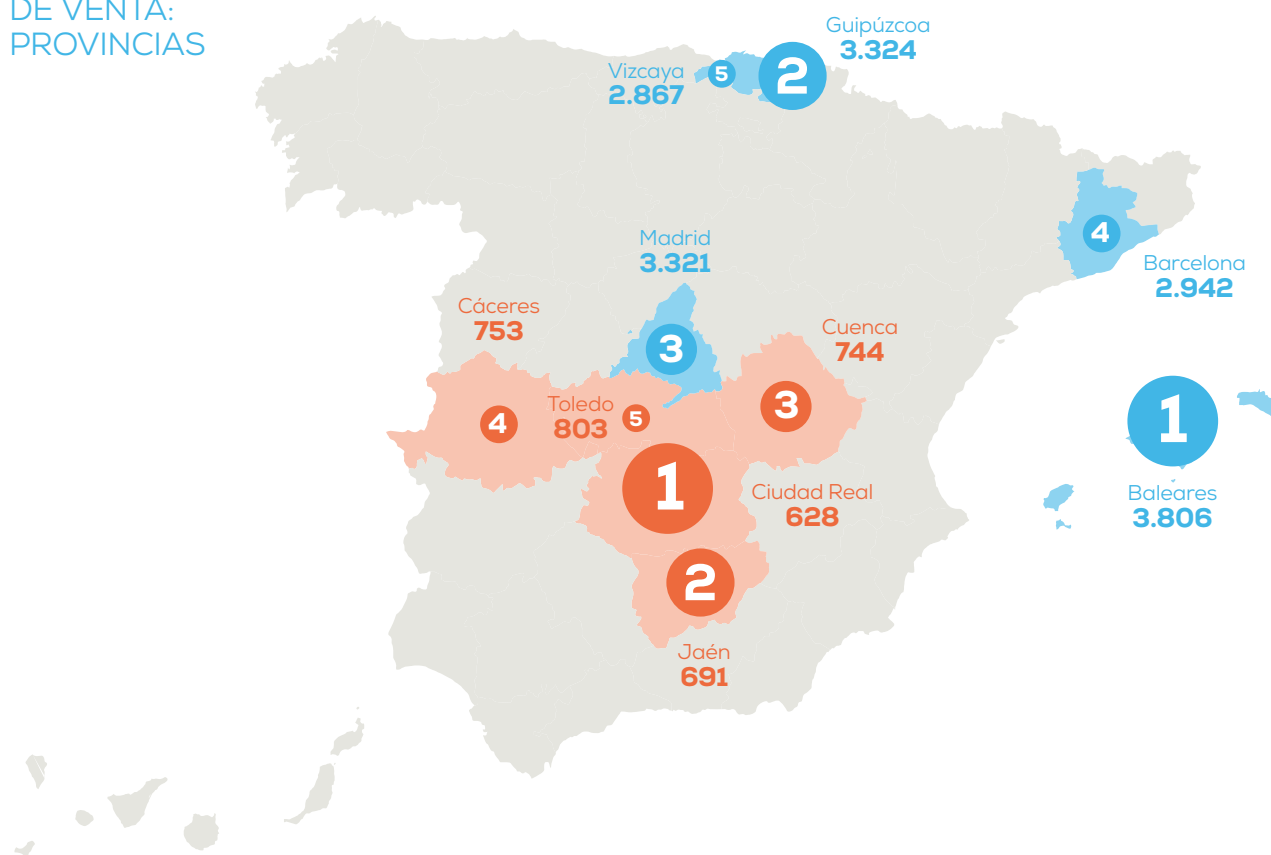 DE VENTA:
PROVINCIAS
Guipúzcoa
3.324
2
Vizcaya
2.867
5
Madrid
3.321
3
4
Barcelona
2.942
Cáceres
753
4
Cuenca
744
3
Toledo
803
5
1
Baleares
3.806
1
Ciudad Real
628
2
Jaén
691